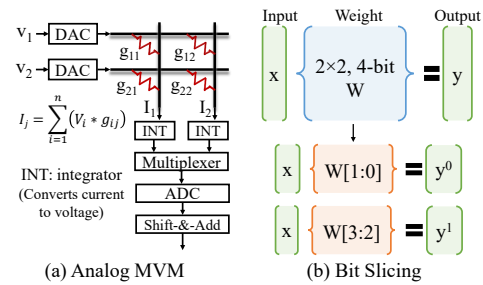 v1 DAC
g11 g12
v2 DAC
g21 g22
I1 I2
Ij = ∑ni=1 (Vi * gij)
INT INT
Multiplexer
INT: integrator
(Converts current
to voltage)
ADC
Shift-&-Add
(a) Analog MVM
Input Weight Output
x 2×2, 4-bit = y
W
x W[1:0] = y0
x W[3:2] = y1
(b) Bit Slicing